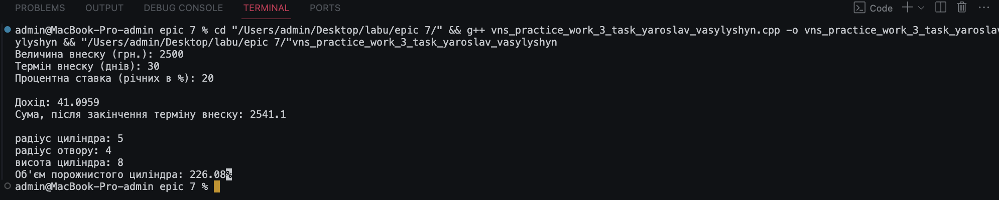 PROBLEMS OUTPUT DEBUG CONSOLE TERMINAL PORTS Code
admin@MacBook-Pro-admin epic 7 % cd "/Users/admin/Desktop/labu/epic 7/" && g++ vns_practice_work_3_task_yaroslav_vasylyshyn.cpp -o vns_practice_work_3_task_yaroslav
ylyshyn && "/Users/admin/Desktop/labu/epic 7/"vns_practice_work_3_task_yaroslav_vasylyshyn
Величина внеску (грн.): 2500
Термін внеску (днів): 30
Процентна ставка (річних в %): 20
Дохід: 41.0959
Сума, після закінчення терміну внеску: 2541.1
радіус циліндра: 5
радіус отвору: 4
висота циліндра: 8
Об'єм порожнистого циліндра: 226.08%
admin@MacBook-Pro-admin epic 7 %